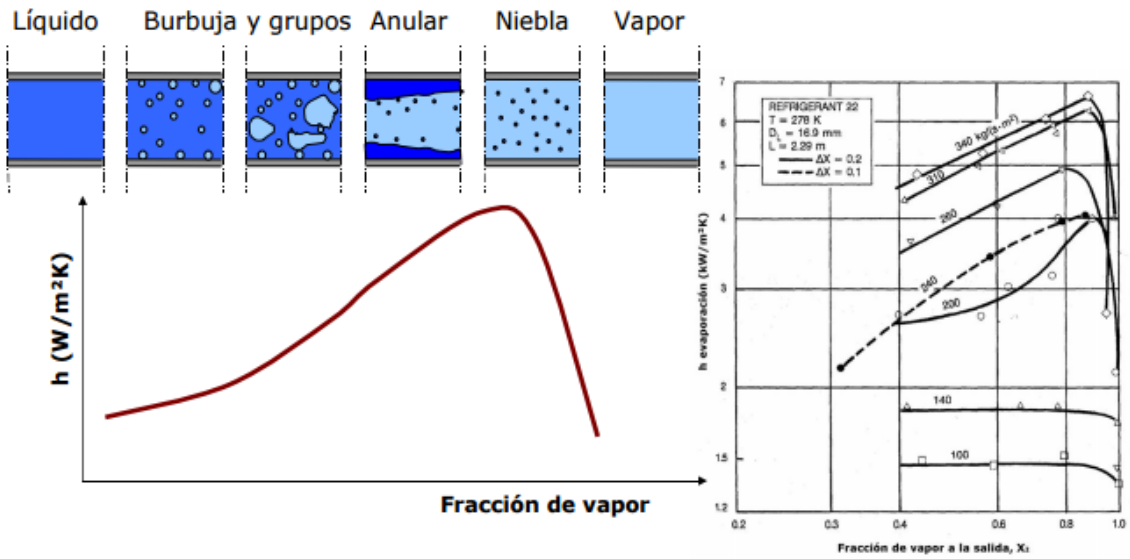 Líquido
Burbuja y grupos
Anular
Niebla
Vapor
h (W/m²K)
Fracción de vapor
h evaporación (kW/m²K)
7
6
5
4
3
2
1.5
1.2
REFRIGERANT 22
T = 278 K
D_L = 16.9 mm
L = 2.29 m
ΔX = 0.2
ΔX = 0.1
340 kg/(s·m²)
310
260
240
200
140
100
0.2
0.3
0.4
0.6
0.8
1.0
Fracción de vapor a la salida, X₂